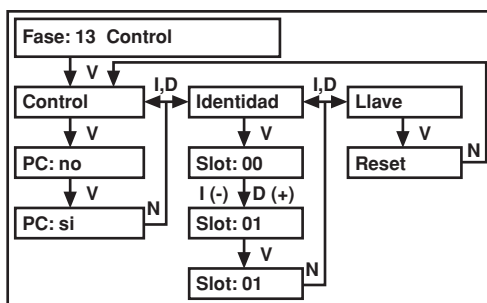 Fase: 13 Control
V
I,D
I,D
Control
Identidad
Llave
V
V
V
PC: no
Slot: 00
Reset
N
V
I (-)
D (+)
PC: si
N
Slot: 01
V
Slot: 01
N